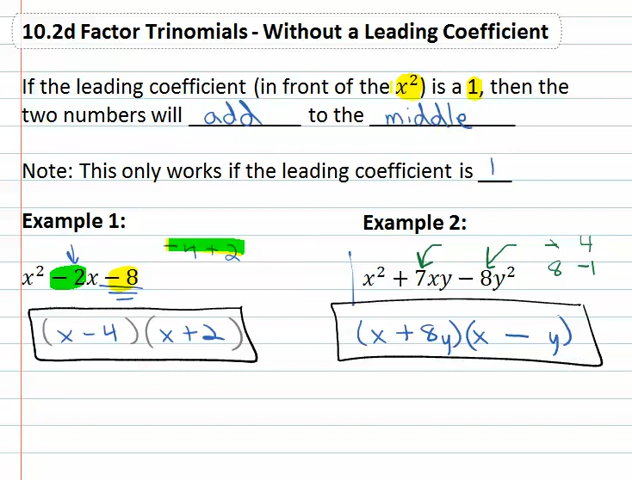 10.2d Factor Trinomials - Without a Leading Coefficient
If the leading coefficient (in front of the x²) is a 1, then the
two numbers will add to the middle
Note: This only works if the leading coefficient is 1
Example 1:
-4 + 2
x² − 2x − 8
(x - 4)(x + 2)
Example 2:
4
8 -1
x² + 7xy − 8y²
(x + 8y)(x - y)